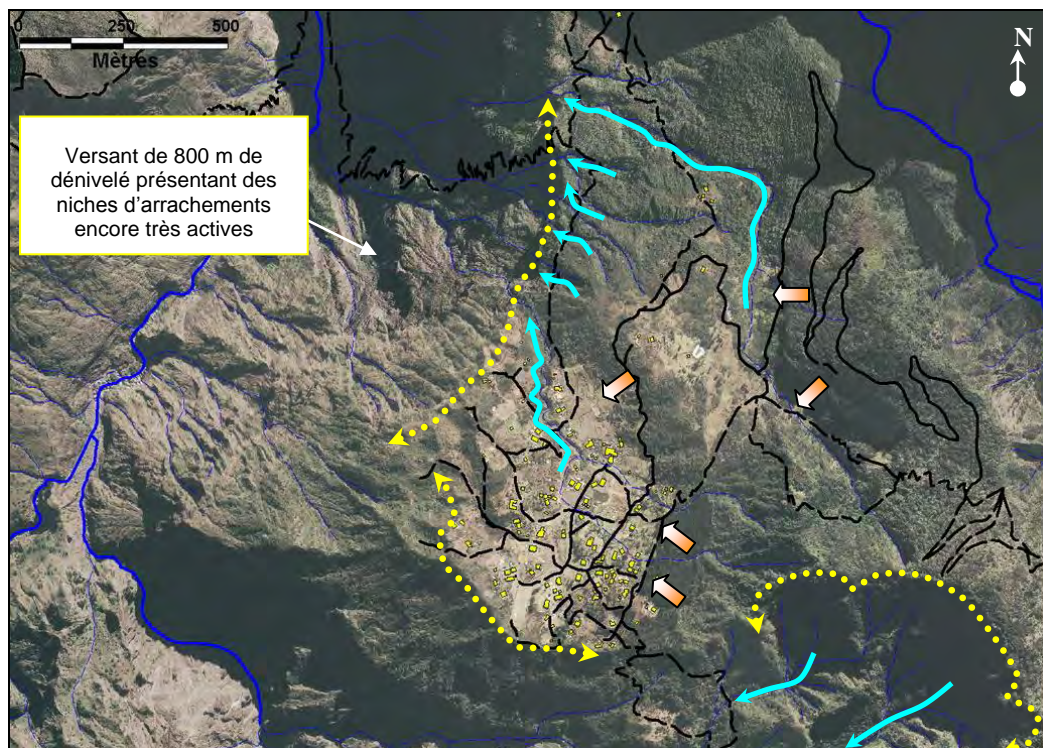 0 250 500
Mètres
N
Versant de 800 m de
dénivelé présentant des
niches d'arrachements
encore très actives